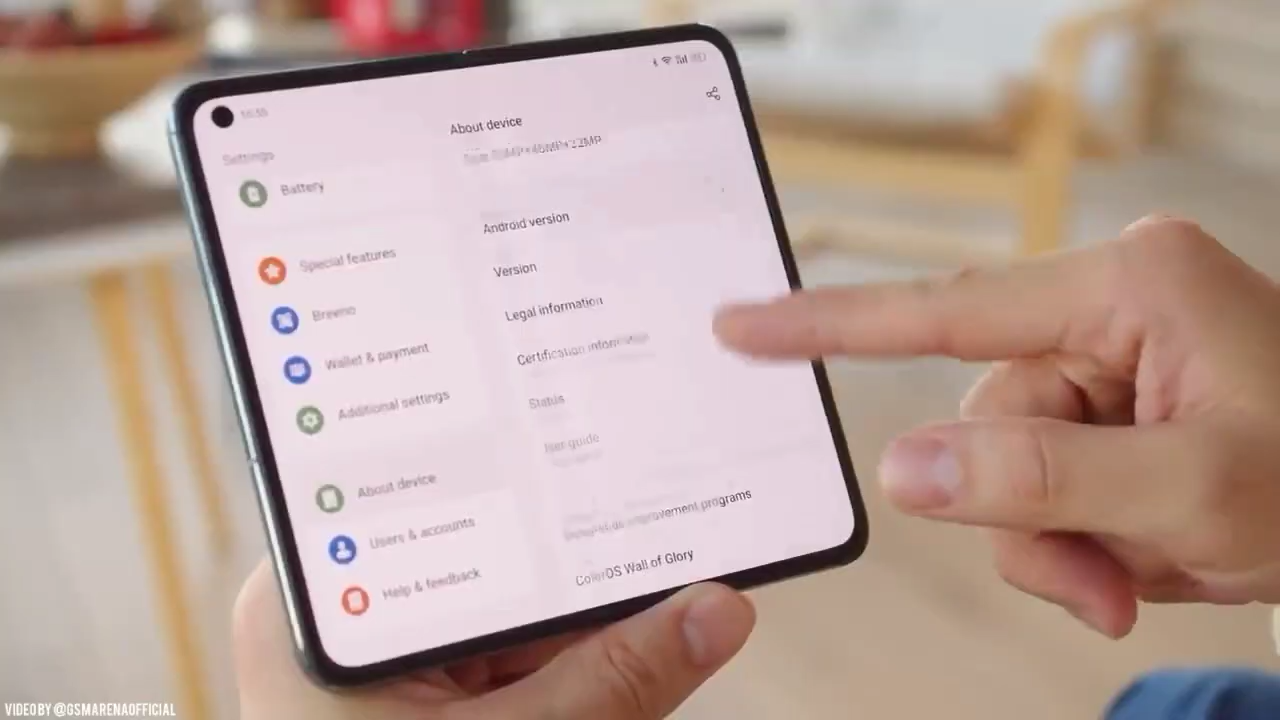 Settings
Battery
Special features
Breeno
Wallet & payment
Additional settings
About device
Users & accounts
Help & feedback
About device
Android version
Version
Legal information
Certification information
Status
User guide
improvement programs
ColorOS Wall of Glory
VIDEO BY @GSMARENAOFFICIAL